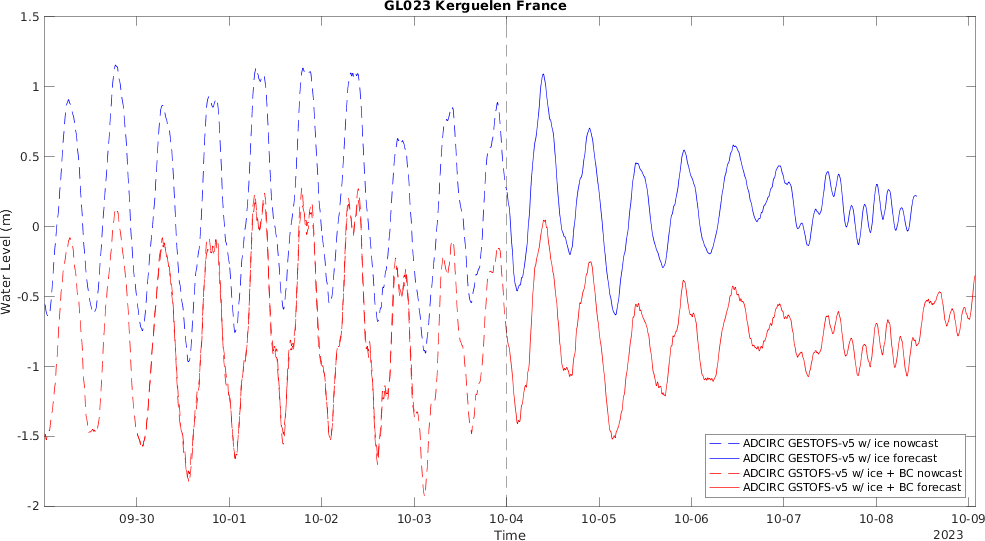 GL023 Kerguelen France
1.5
1
0.5
0
-0.5
-1
-1.5
-2
Water Level (m)
ADCIRC GESTOFS-v5 w/ ice nowcast
ADCIRC GESTOFS-v5 w/ ice forecast
ADCIRC GSTOFS-v5 w/ ice + BC nowcast
ADCIRC GSTOFS-v5 w/ ice + BC forecast
09-30 10-01 10-02 10-03 10-04 10-05 10-06 10-07 10-08 10-09
Time
2023